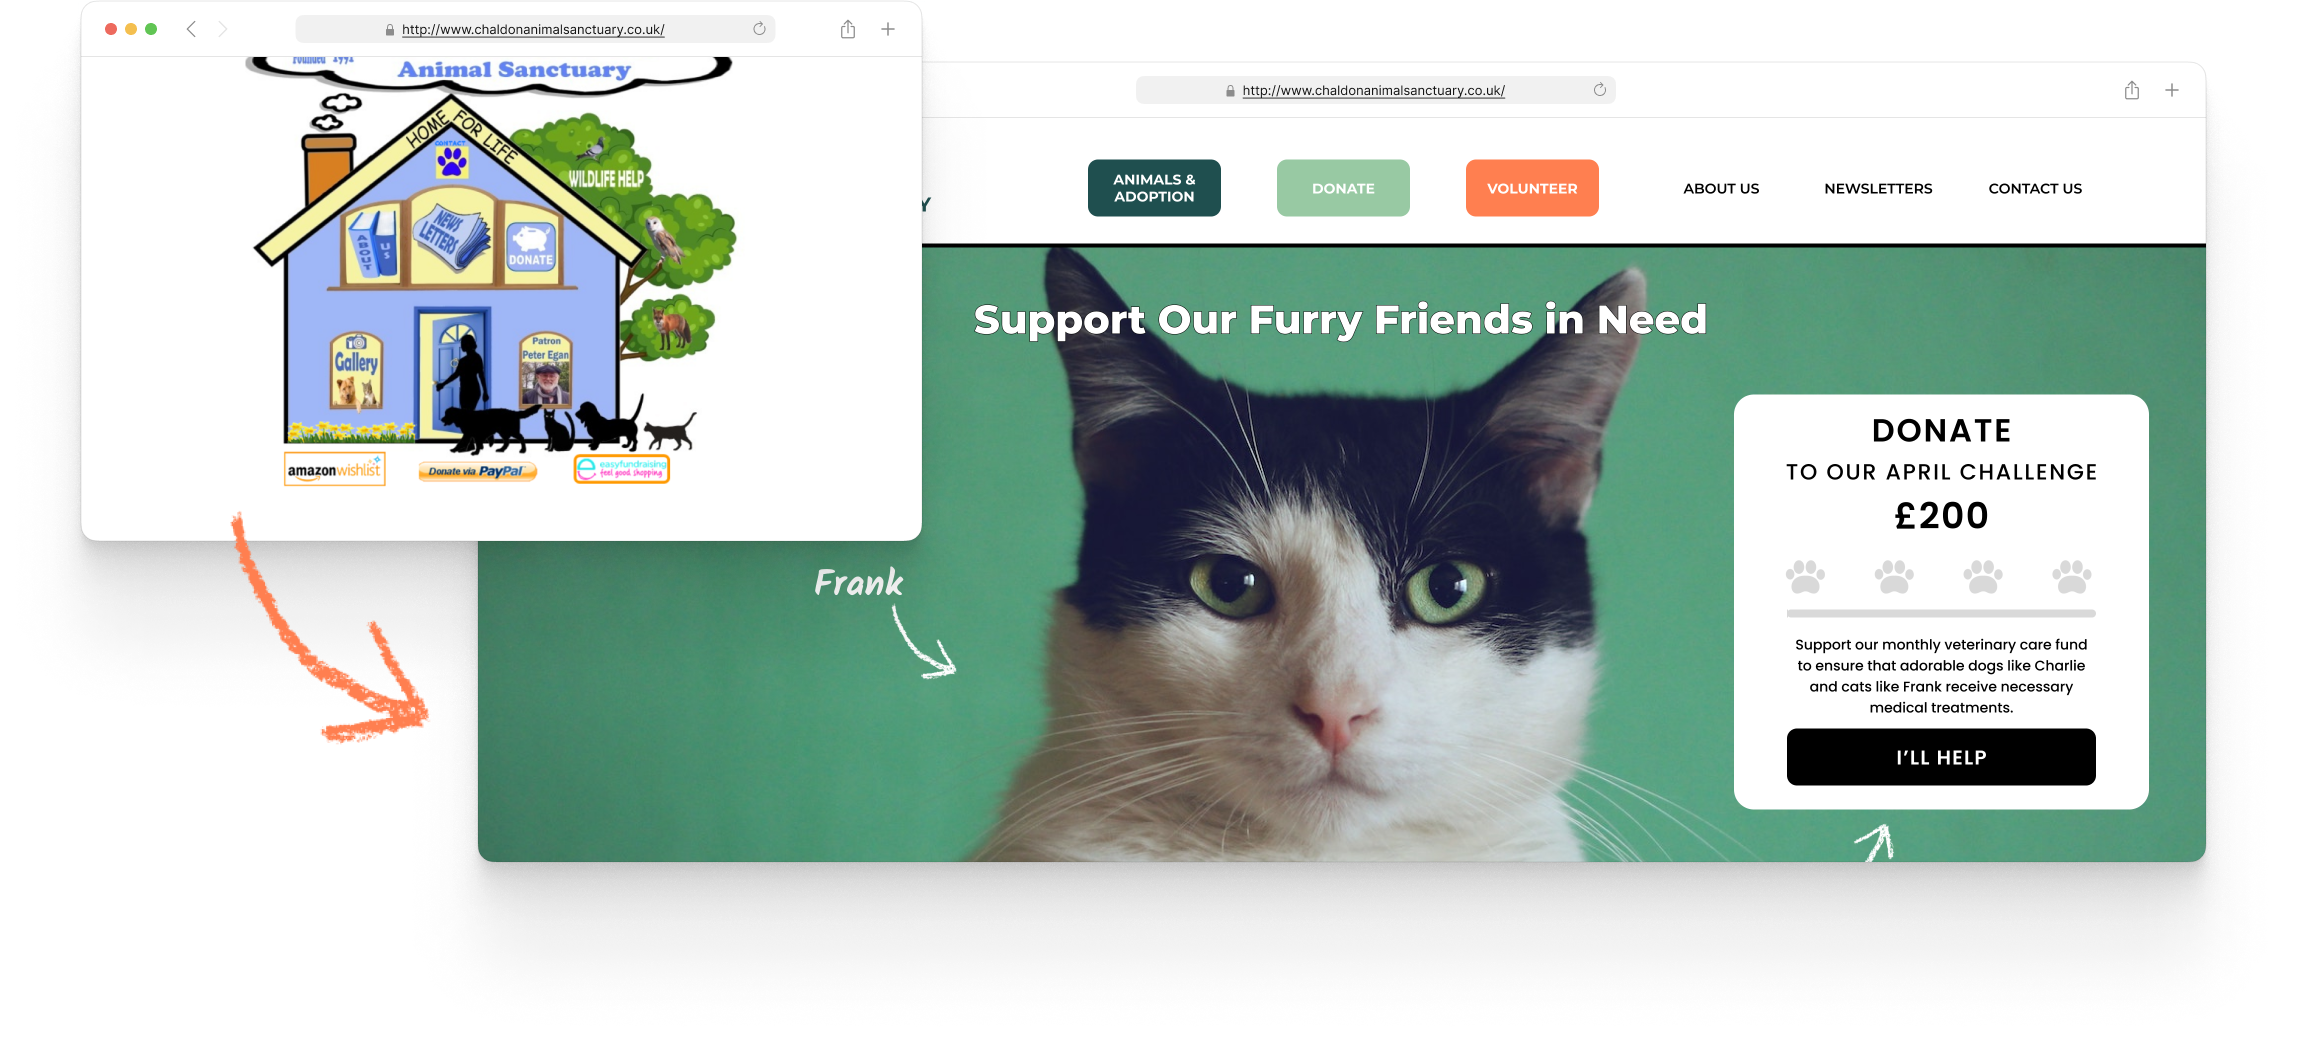 http://www.chaldonanimalsanctuary.co.uk/
Animal Sanctuary
HOME FOR LIFE
CONTACT
WILDLIFE HELP
ABOUT US
NEWS LETTERS
DONATE
Gallery
Patron
Peter Egan
amazonwishlist
Donate via PayPal
easyfundraising
feel good shopping
http://www.chaldonanimalsanctuary.co.uk/
Y
ANIMALS &
ADOPTION
DONATE
VOLUNTEER
ABOUT US
NEWSLETTERS
CONTACT US
Support Our Furry Friends in Need
Frank
DONATE
TO OUR APRIL CHALLENGE
£200
Support our monthly veterinary care fund
to ensure that adorable dogs like Charlie
and cats like Frank receive necessary
medical treatments.
I’LL HELP